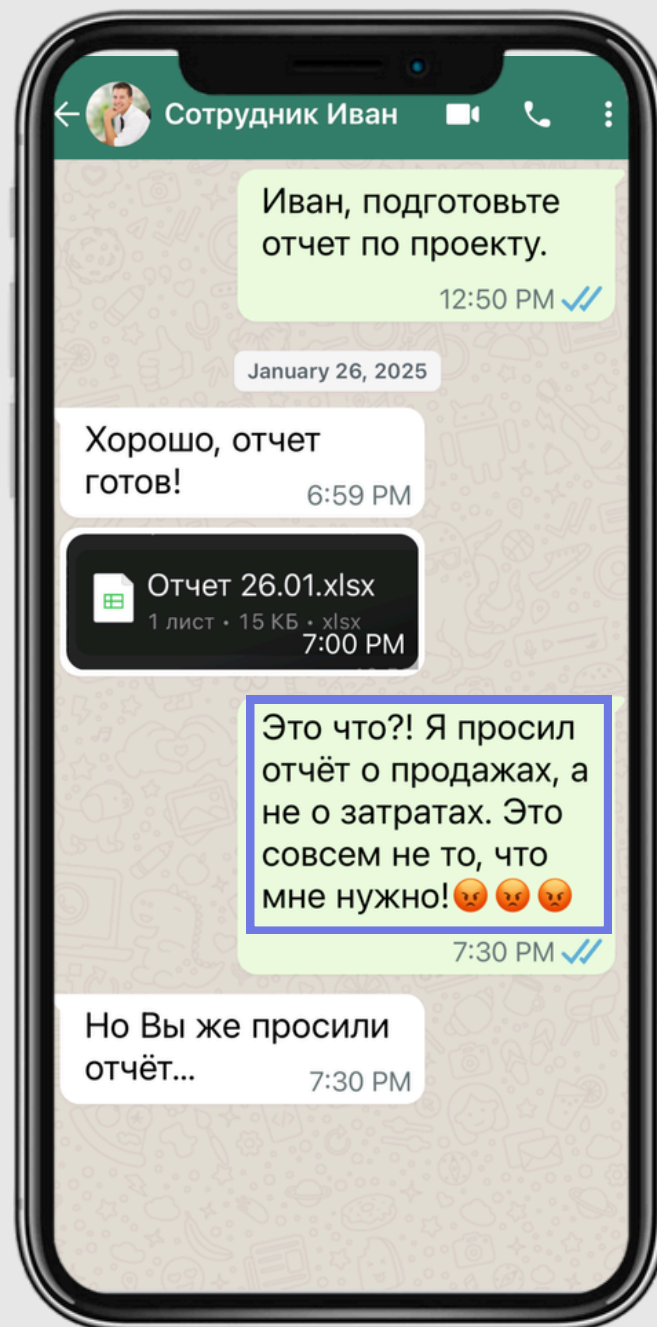 Сотрудник Иван
Иван, подготовьте
отчет по проекту.
12:50 PM
January 26, 2025
Хорошо, отчет
готов!
6:59 PM
Отчет 26.01.xlsx
1 лист • 15 КБ • xlsx
7:00 PM
Это что?! Я просил
отчёт о продажах, а
не о затратах. Это
совсем не то, что
мне нужно!😡😡😡
7:30 PM
Но Вы же просили
отчёт...
7:30 PM